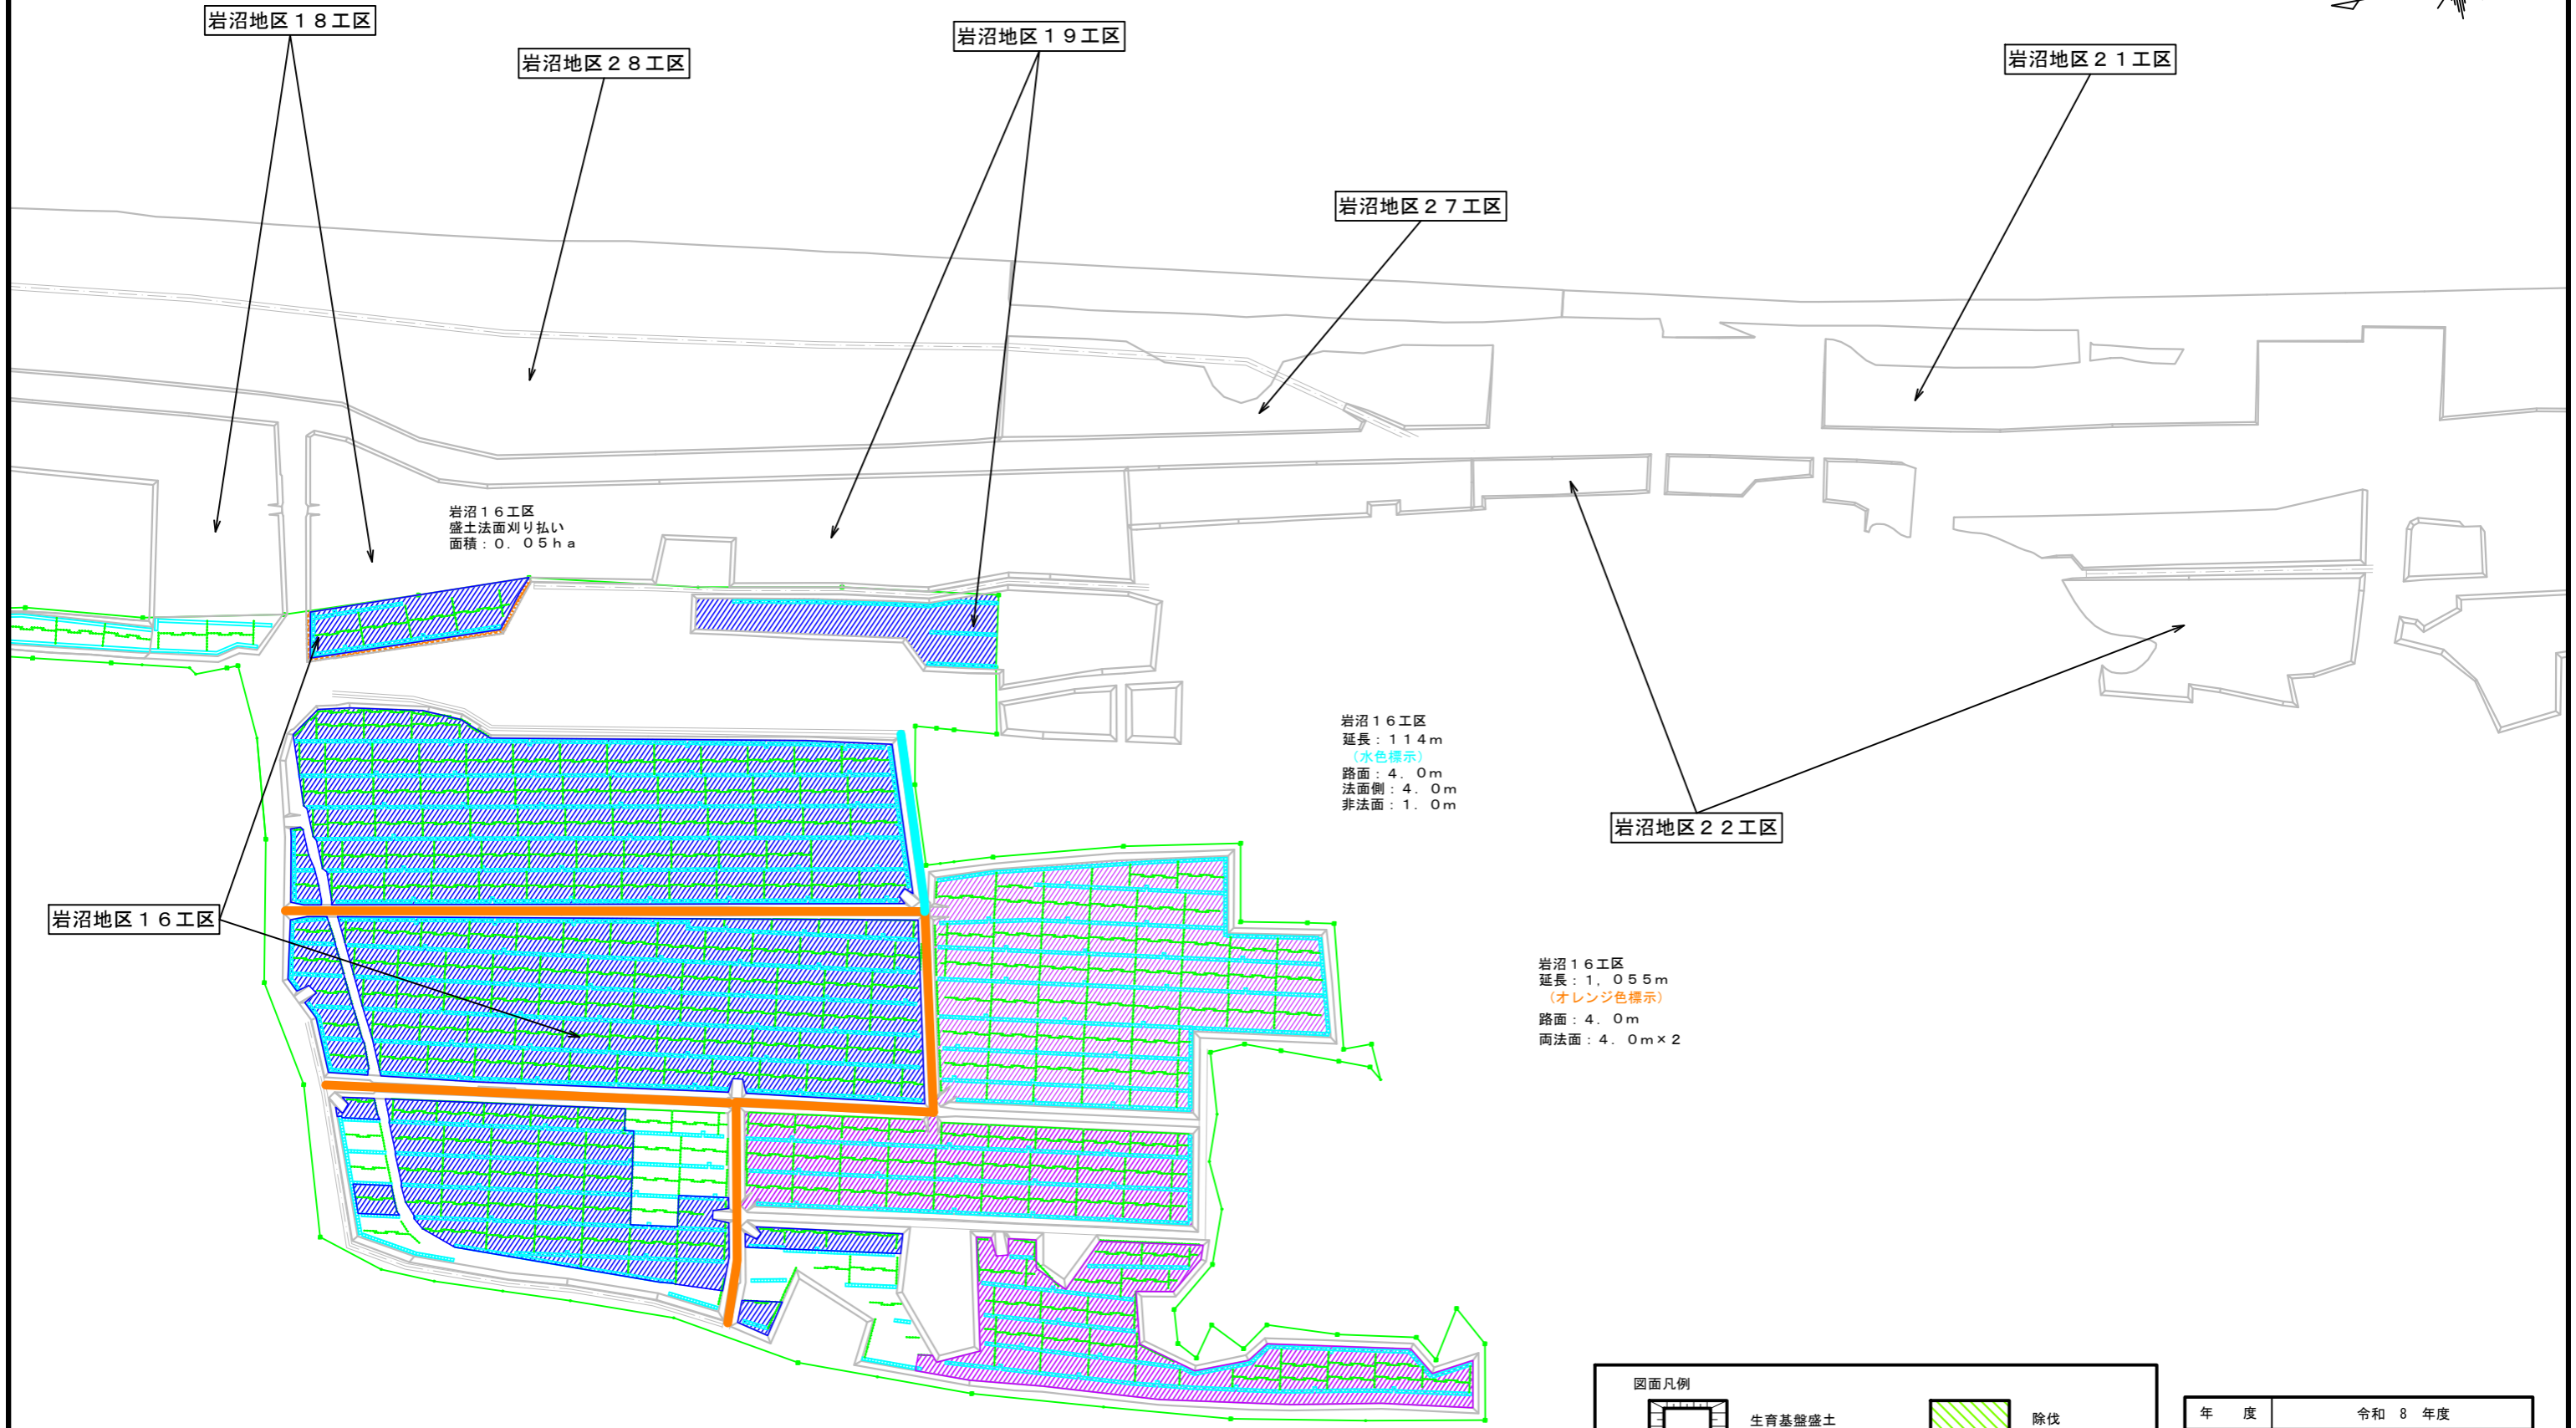 岩沼地区１８工区
岩沼地区２８工区
岩沼地区１９工区
岩沼地区２１工区
岩沼地区２７工区
岩沼１６工区
盛土法面刈り払い
面積：０．０５ｈａ
岩沼１６工区
延長：１１４ｍ
（水色標示）
路面：４．０ｍ
法面側：４．０ｍ
非法面：１．０ｍ
岩沼地区２２工区
岩沼地区１６工区
岩沼１６工区
延長：１，０５５ｍ
（オレンジ色標示）
路面：４．０ｍ
両法面：４．０ｍ×２
図面凡例
生育基盤盛土
除伐
年　度
令和　8　年度